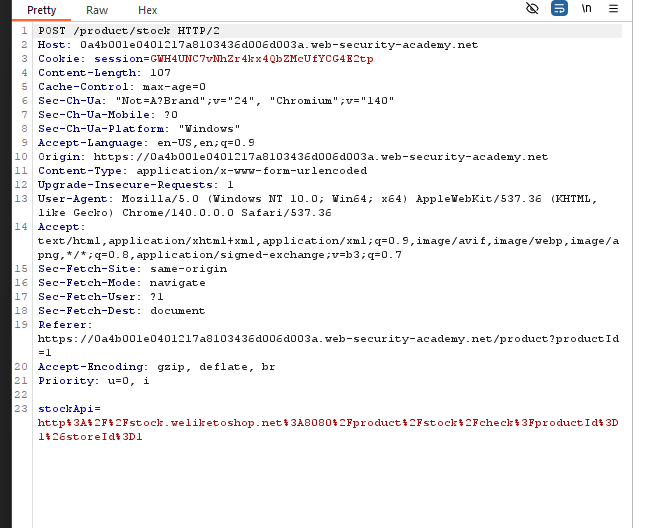 Pretty Raw Hex \n
1 POST /product/stock HTTP/2
2 Host: 0a4b001e0401217a8103436d006d003a.web-security-academy.net
3 Cookie: session=GWH4UNC7vNhZr4kx4QbZMcUfYCG4E2tp
4 Content-Length: 107
5 Cache-Control: max-age=0
6 Sec-Ch-Ua: "Not=A?Brand";v="24", "Chromium";v="140"
7 Sec-Ch-Ua-Mobile: ?0
8 Sec-Ch-Ua-Platform: "Windows"
9 Accept-Language: en-US,en;q=0.9
10 Origin: https://0a4b001e0401217a8103436d006d003a.web-security-academy.net
11 Content-Type: application/x-www-form-urlencoded
12 Upgrade-Insecure-Requests: 1
13 User-Agent: Mozilla/5.0 (Windows NT 10.0; Win64; x64) AppleWebKit/537.36 (KHTML,
like Gecko) Chrome/140.0.0.0 Safari/537.36
14 Accept:
text/html,application/xhtml+xml,application/xml;q=0.9,image/avif,image/webp,image/a
png,*/*;q=0.8,application/signed-exchange;v=b3;q=0.7
15 Sec-Fetch-Site: same-origin
16 Sec-Fetch-Mode: navigate
17 Sec-Fetch-User: ?1
18 Sec-Fetch-Dest: document
19 Referer:
https://0a4b001e0401217a8103436d006d003a.web-security-academy.net/product?productId
=1
20 Accept-Encoding: gzip, deflate, br
21 Priority: u=0, i
22
23 stockApi=
http%3A%2F%2Fstock.weliketoshop.net%3A8080%2Fproduct%2Fstock%2Fcheck%3FproductId%3D
1%26storeId%3D1